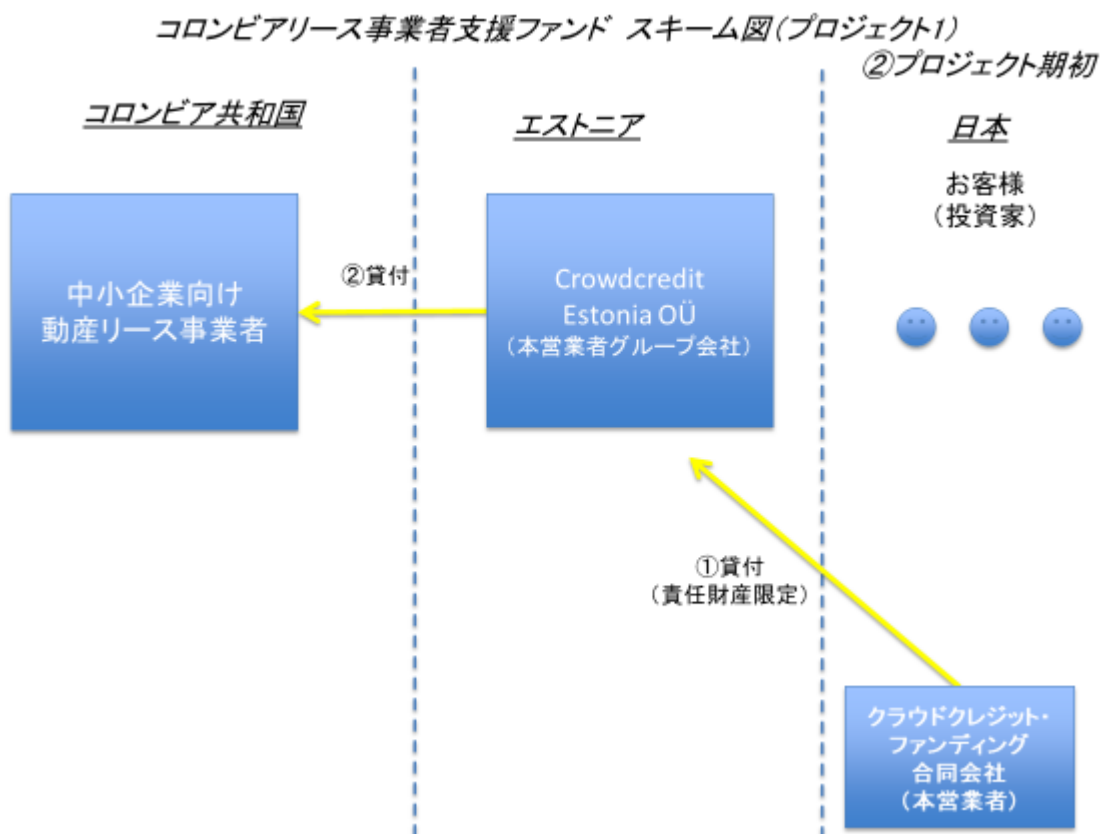 コロンビアリース事業者支援ファンド スキーム図(プロジェクト1)
②プロジェクト期初
コロンビア共和国
エストニア
日本
お客様
(投資家)
中小企業向け
動産リース事業者
②貸付
Crowdcredit
Estonia OÜ
(本営業者グループ会社)
①貸付
(責任財産限定)
クラウドクレジット・
ファンディング
合同会社
(本営業者)